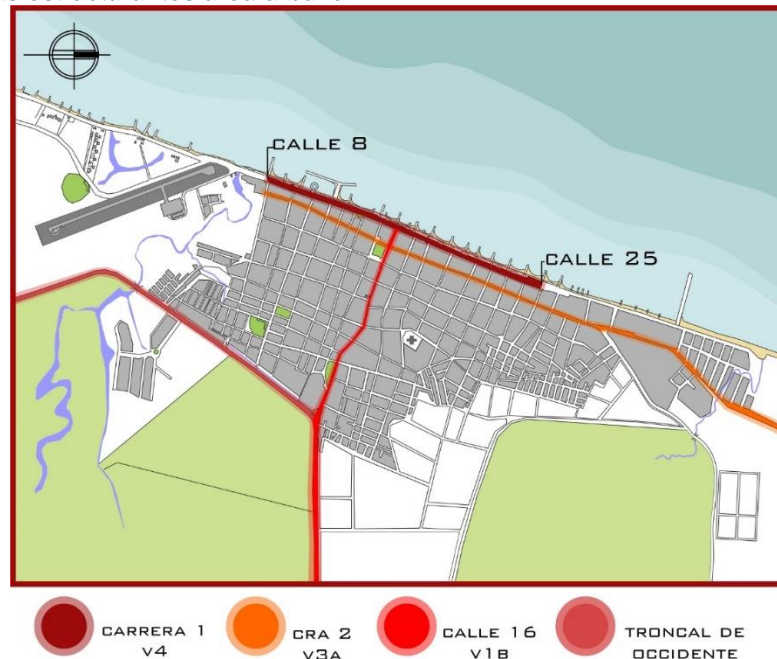 CALLE 8
CALLE 25
CARRERA 1
V4
CRA 2
V3A
CALLE 16
V1B
TRONCAL DE
OCCIDENTE